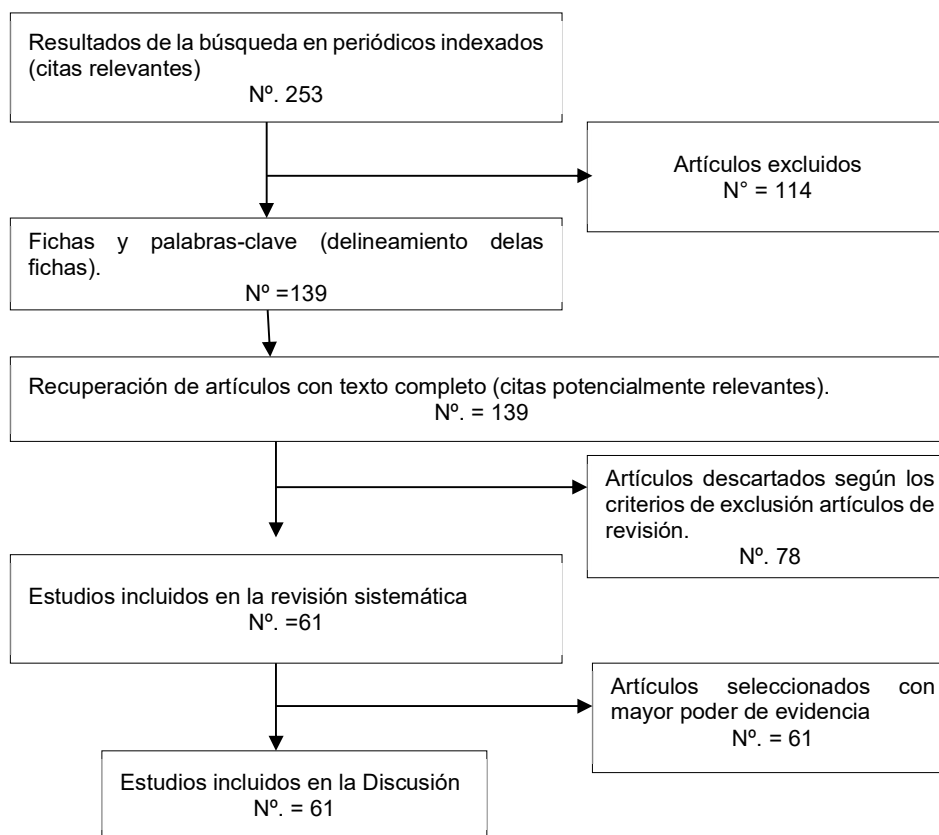 Resultados de la búsqueda en periódicos indexados
(citas relevantes)
Nº. 253
Artículos excluidos
N° = 114
Fichas y palabras-clave (delineamiento delas
fichas).
Nº =139
Recuperación de artículos con texto completo (citas potencialmente relevantes).
Nº. = 139
Artículos descartados según los
criterios de exclusión artículos de
revisión.
Nº. 78
Estudios incluidos en la revisión sistemática
Nº. =61
Artículos seleccionados con
mayor poder de evidencia
Nº. = 61
Estudios incluidos en la Discusión
Nº. = 61